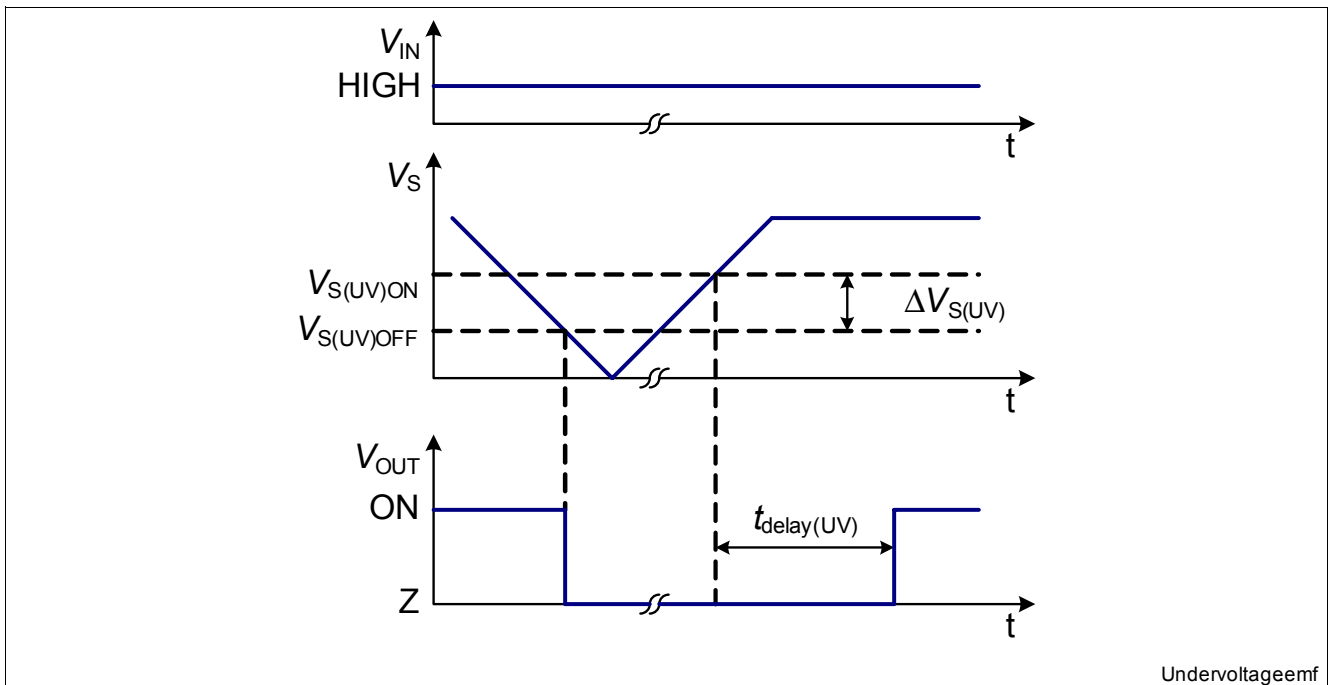 VIN
HIGH
t
VS
VS(UV)ON
VS(UV)OFF
ΔVS(UV)
t
VOUT
ON
tdelay(UV)
Z
t
Undervoltageemf